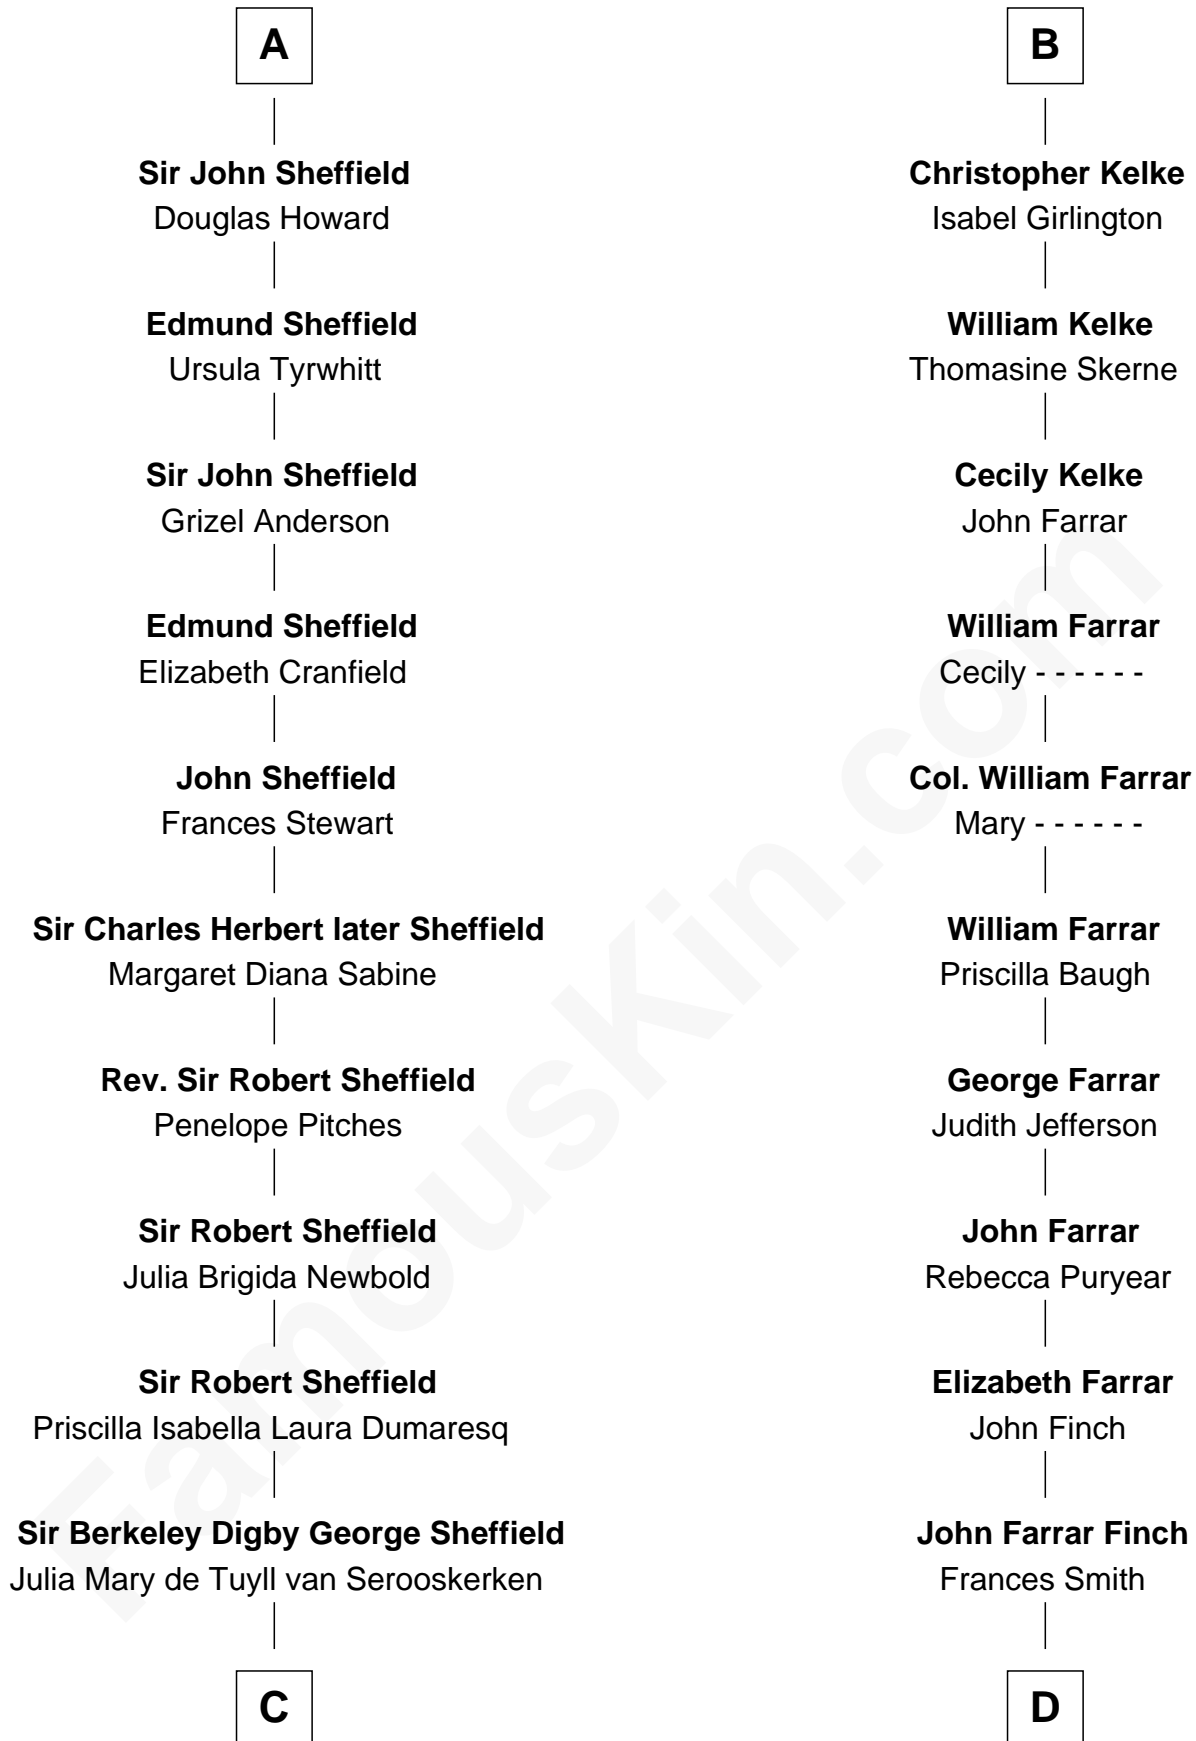 A
Sir John Sheffield
Douglas Howard
Edmund Sheffield
Ursula Tyrwhitt
Sir John Sheffield
Grizel Anderson
Edmund Sheffield
Elizabeth Cranfield
John Sheffield
Frances Stewart
Sir Charles Herbert later Sheffield
Margaret Diana Sabine
Rev. Sir Robert Sheffield
Penelope Pitches
Sir Robert Sheffield
Julia Brigida Newbold
Sir Robert Sheffield
Priscilla Isabella Laura Dumaresq
Sir Berkeley Digby George Sheffield
Julia Mary de Tuyll van Serooskerken
C
B
Christopher Kelke
Isabel Girlington
William Kelke
Thomasine Skerne
Cecily Kelke
John Farrar
William Farrar
Cecily - - - - - -
Col. William Farrar
Mary - - - - - -
William Farrar
Priscilla Baugh
George Farrar
Judith Jefferson
John Farrar
Rebecca Puryear
Elizabeth Farrar
John Finch
John Farrar Finch
Frances Smith
D
FamousKin.com